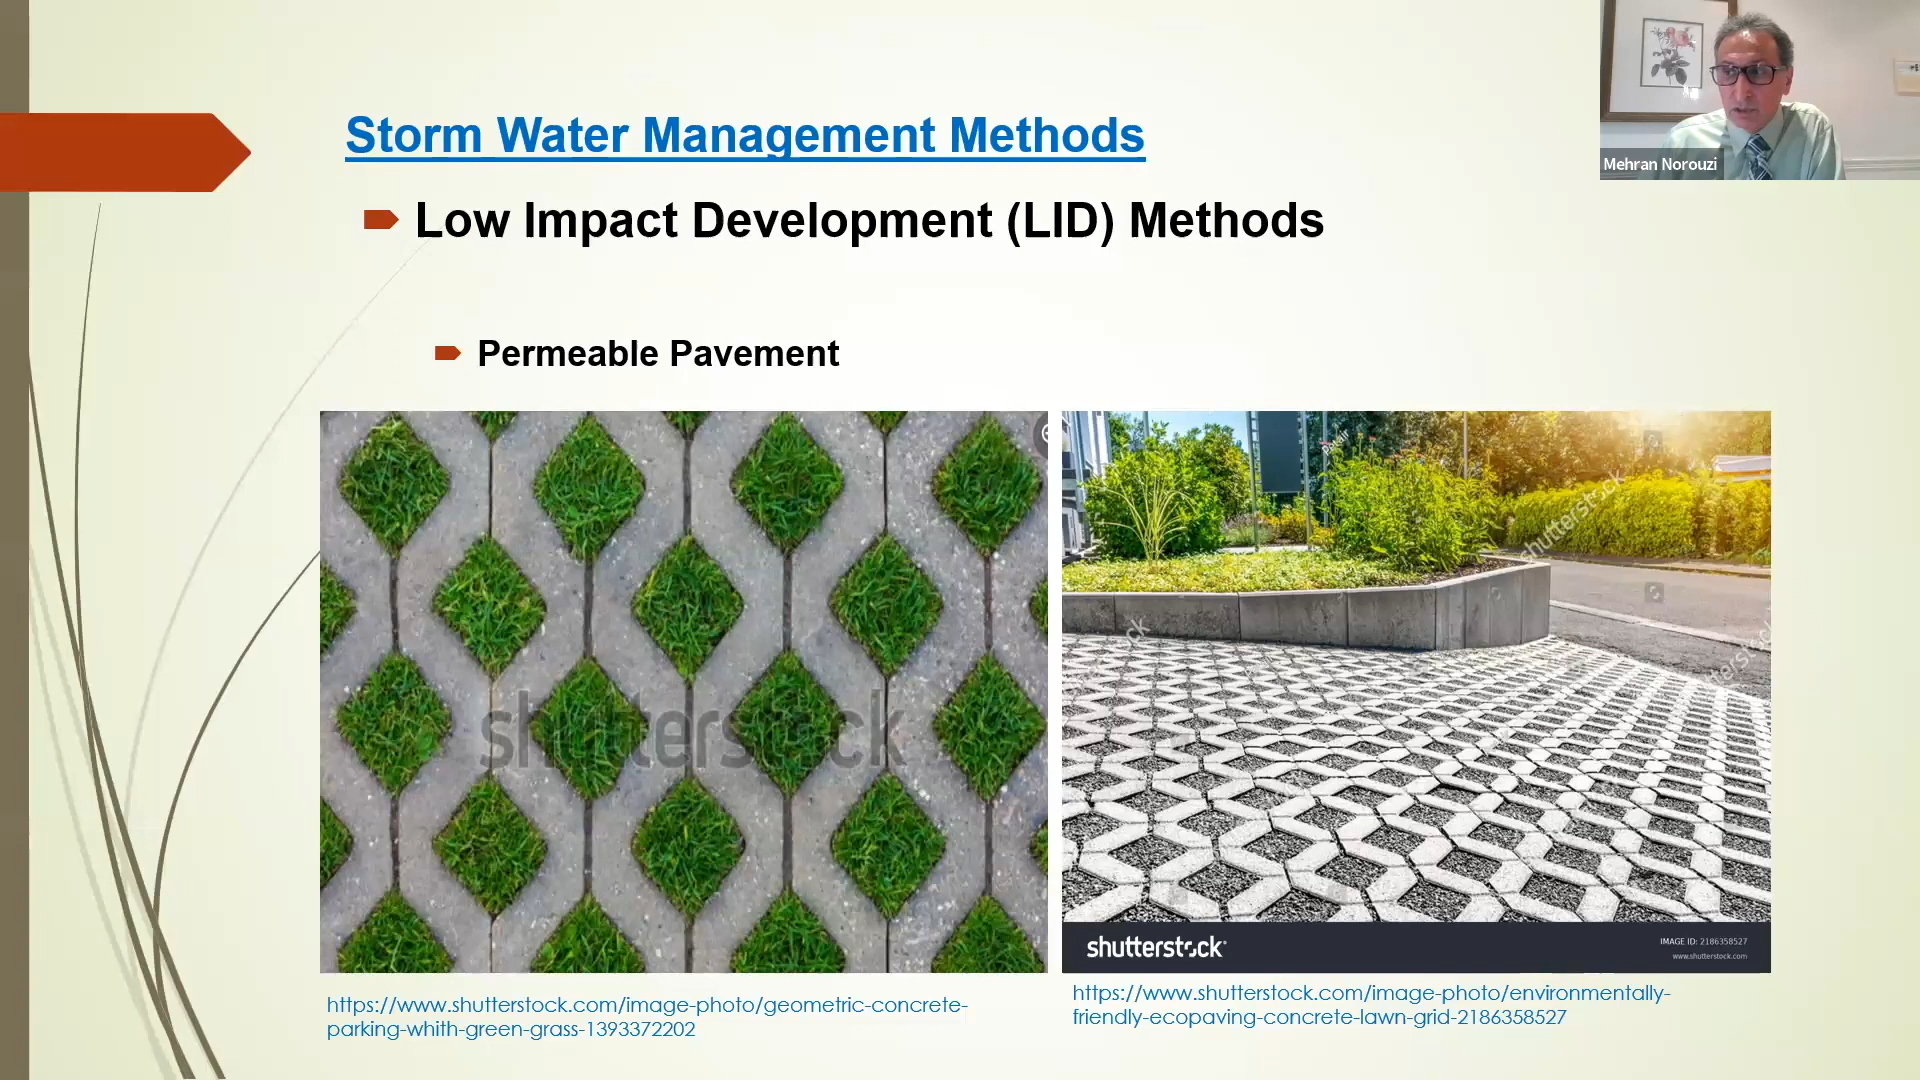 Storm Water Management Methods
Mehran Norouzi
Low Impact Development (LID) Methods
Permeable Pavement
shutterstock
shutterstock
shutterstock
shutterstock
IMAGE ID: 2186358527
www.shutterstock.com
https://www.shutterstock.com/image-photo/geometric-concrete-
parking-whith-green-grass-1393372202
https://www.shutterstock.com/image-photo/environmentally-
friendly-ecopaving-concrete-lawn-grid-2186358527